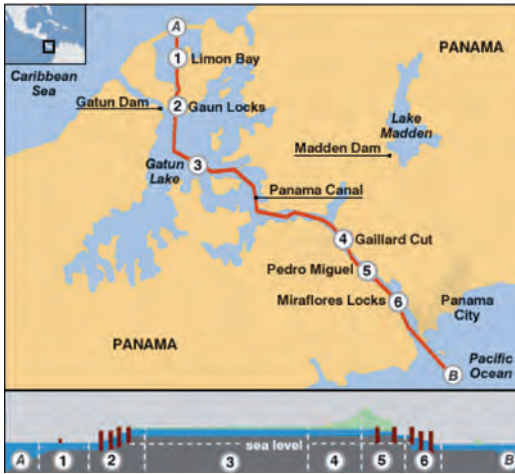 A
PANAMA
1
Limon Bay
Caribbean
Sea
Gatun Dam
2
Gaun Locks
Lake
Madden
Gatun
Lake
3
Madden Dam
Panama Canal
4
Gaillard Cut
Pedro Miguel
5
Miraflores Locks
6
Panama
City
PANAMA
Pacific
Ocean
B
sea level
A
1
2
3
4
5
6
B